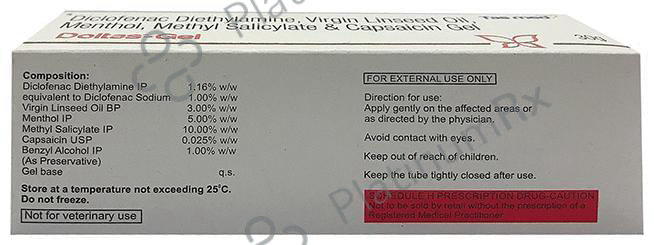 Diclofenac Diethylamine, Virgin Linseed Oil,
Menthol, Methyl Salicylate & Capsaicin Gel
Doltas-Gel
Tas med
30g
Composition:
Diclofenac Diethylamine IP 1.16% w/w
equivalent to Diclofenac Sodium 1.00% w/w
Virgin Linseed Oil BP 3.00% w/w
Menthol IP 5.00% w/w
Methyl Salicylate IP 10.00% w/w
Capsaicin USP 0.025% w/w
Benzyl Alcohol IP 1.00% w/w
(As Preservative)
Gel base q.s.
Store at a temperature not exceeding 25°C.
Do not freeze.
Not for veterinary use
FOR EXTERNAL USE ONLY
Direction for use:
Apply gently on the affected areas or
as directed by the physician.
Avoid contact with eyes.
Keep out of reach of children.
Keep the tube tightly closed after use.
SCHEDULE H PRESCRIPTION DRUG-CAUTION
Not to be sold by retail without the prescription of a
Registered Medical Practitioner
PlatinumRx